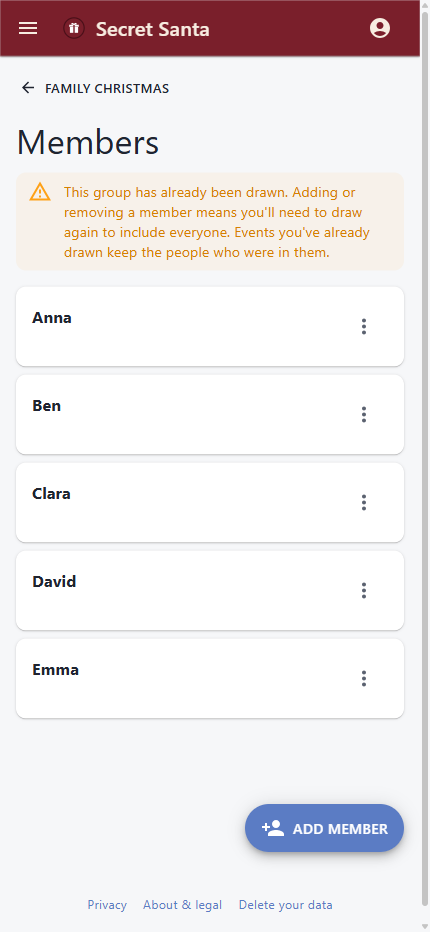 Secret Santa
FAMILY CHRISTMAS
Members
This group has already been drawn. Adding or
removing a member means you'll need to draw
again to include everyone. Events you've already
drawn keep the people who were in them.
Anna
Ben
Clara
David
Emma
ADD MEMBER
Privacy About & legal Delete your data